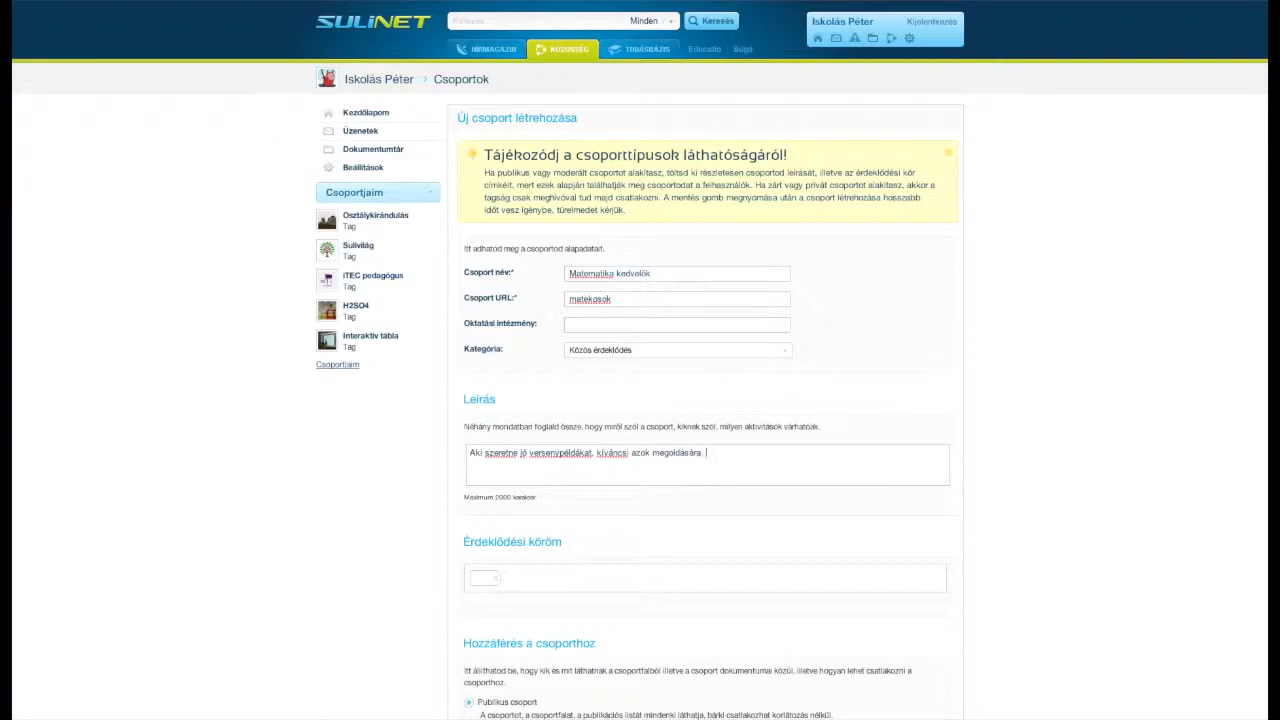 SULINET
Keresés...
Minden
Keresés
Iskolás Péter
Kijelentkezés
HÍRMAGAZIN
KÖZÖSSÉG
TUDÁSBÁZIS
Educatio
Súgó
Iskolás Péter > Csoportok
Kezdőlapom
Üzenetek
Dokumentumtár
Beállítások
Csoportjaim
Osztálykirándulás
Tag
Sulivilág
Tag
iTEC pedagógus
Tag
H2SO4
Tag
Interaktív tábla
Tag
Csoportjaim
Új csoport létrehozása
Tájékozódj a csoporttípusok láthatóságáról!
Ha publikus vagy moderált csoportot alakítasz, töltsd ki részletesen csoportod leírását, illetve az érdeklődési kör
címkéit, mert ezek alapján találhatják meg csoportodat a felhasználók. Ha zárt vagy privát csoportot alakítasz, akkor a
tagság csak meghívóval tud majd csatlakozni. A mentés gomb megnyomása után a csoport létrehozása hosszabb
időt vesz igénybe, türelmedet kérjük.
Itt adhatod meg a csoportod alapadatait.
Csoport név:*
Matematika kedvelők
Csoport URL:*
matekosok
Oktatási intézmény:
Kategória:
Közös érdeklődés
Leírás
Néhány mondatban foglald össze, hogy miről szól a csoport, kiknek szól, milyen aktivitások várhatóak.
Aki szeretne jó versenypéldákat, kíváncsi azok megoldására
Maximum 2000 karakter
Érdeklődési köröm
Hozzáférés a csoporthoz
Itt állíthatod be, hogy kik és mit láthatnak a csoportfalból illetve a csoport dokumentumai közül, illetve hogyan lehet csatlakozni a
csoporthoz.
Publikus csoport
A csoportot, a csoportfalat, a publikációs listát mindenki láthatja, bárki csatlakozhat korlátozás nélkül.